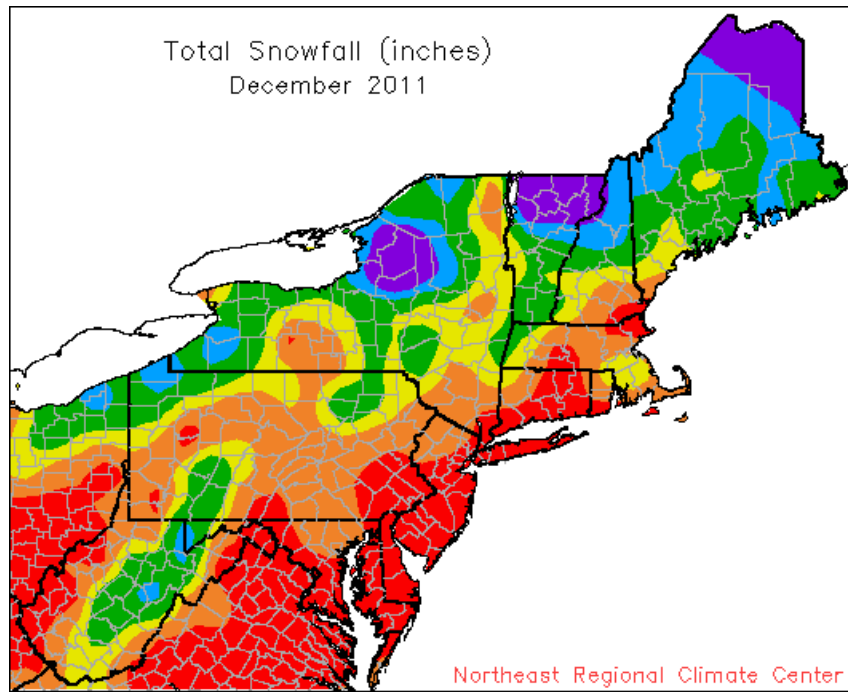 Total Snowfall (inches)
December 2011
Northeast Regional Climate Center